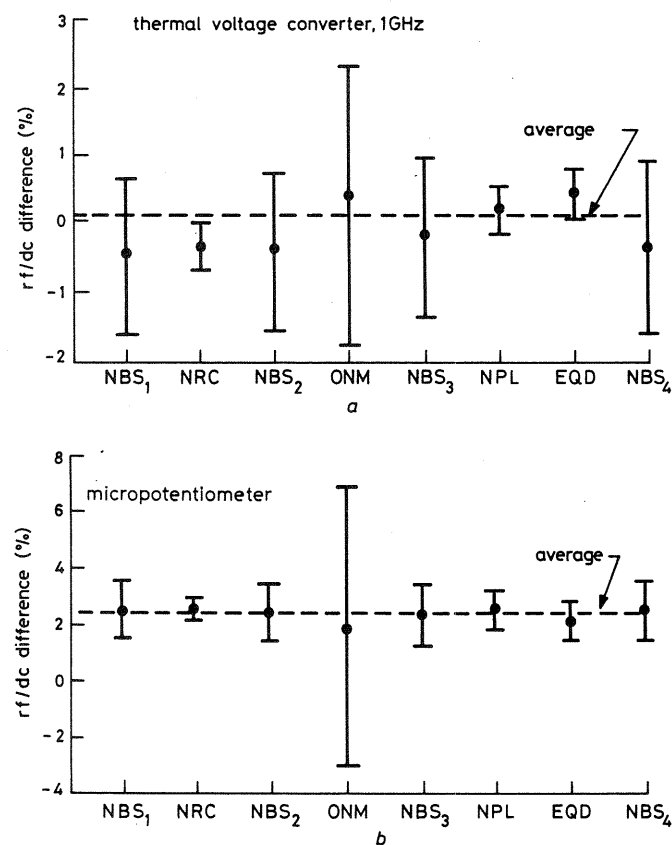 thermal voltage converter, 1GHz
rf/dc difference (%)
3
2
1
0
-1
-2
average
NBS1 NRC NBS2 ONM NBS3 NPL EQD NBS4
a
micropotentiometer
rf/dc difference (%)
8
6
4
2
0
-2
-4
average
NBS1 NRC NBS2 ONM NBS3 NPL EQD NBS4
b